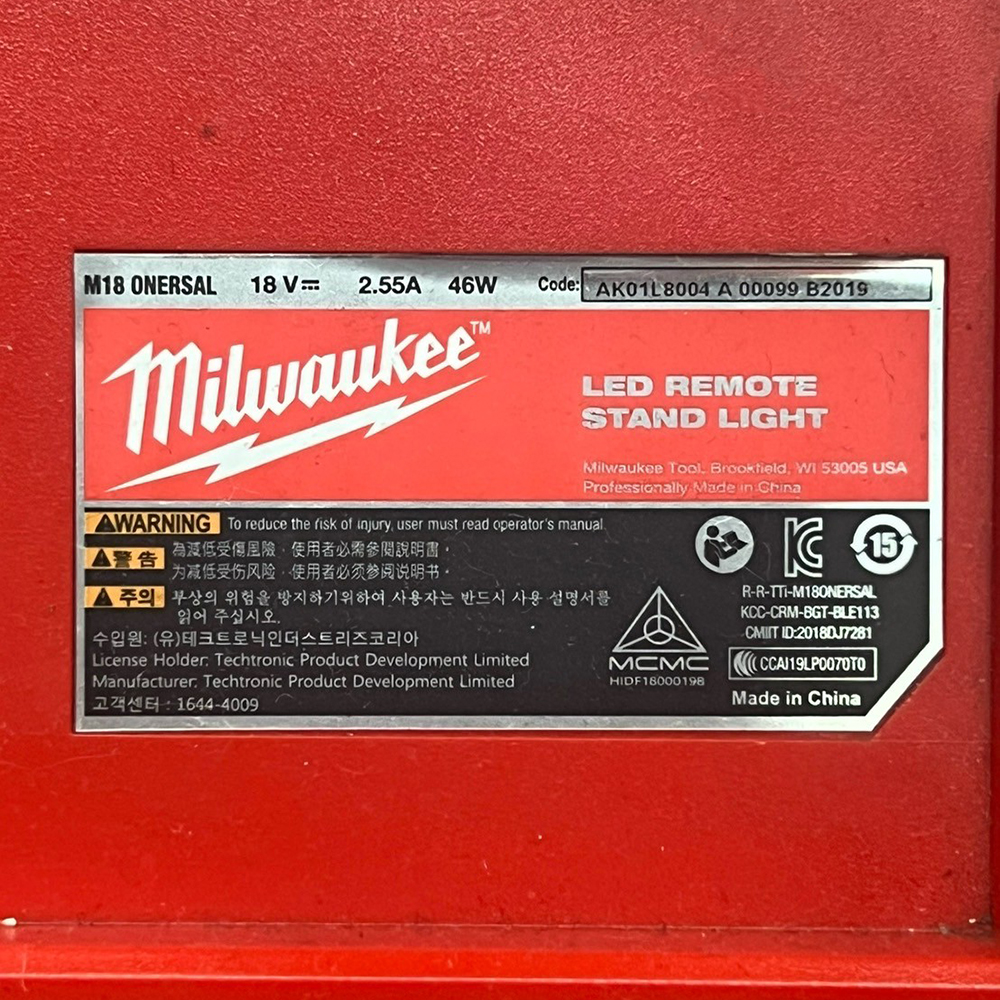 M18 ONERSAL 18 V⎓ 2.55A 46W Code: AK01L8004 A 00099 B2019
Milwaukee™
LED REMOTE
STAND LIGHT
Milwaukee Tool, Brookfield, WI 53005 USA
Professionally Made in China
⚠WARNING To reduce the risk of injury, user must read operator's manual.
⚠警告 為減低受傷風險，使用者必需參閱說明書。
为减低受伤风险，使用者必须参阅说明书。
⚠주의 부상의 위험을 방지하기위하여 사용자는 반드시 사용 설명서를
읽어 주십시오.
수입원: (유)테크트로닉인더스트리즈코리아
License Holder: Techtronic Product Development Limited
Manufacturer: Techtronic Product Development Limited
고객센터 : 1644-4009
KC
15
R-R-TTi-M18ONERSAL
KCC-CRM-BGT-BLE113
CMIIT ID:2018DJ7281
MCMC
HIDF18000198
CCAI19LP0070T0
Made in China